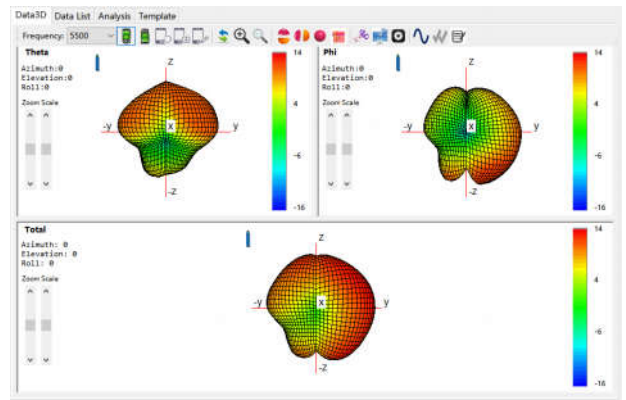 Data3D Data List Analysis Template
Frequency: 5500
Theta
Azimuth:0
Elevation:0
Roll:0
Zoom Scale
Z
-y X y
-Z
14
4
-6
-16
Phi
Azimuth:0
Elevation:0
Roll:0
Zoom Scale
Z
-y X y
-Z
14
4
-6
-16
Total
Azimuth: 0
Elevation: 0
Roll: 0
Zoom Scale
Z
-y X y
-Z
14
4
-6
-16